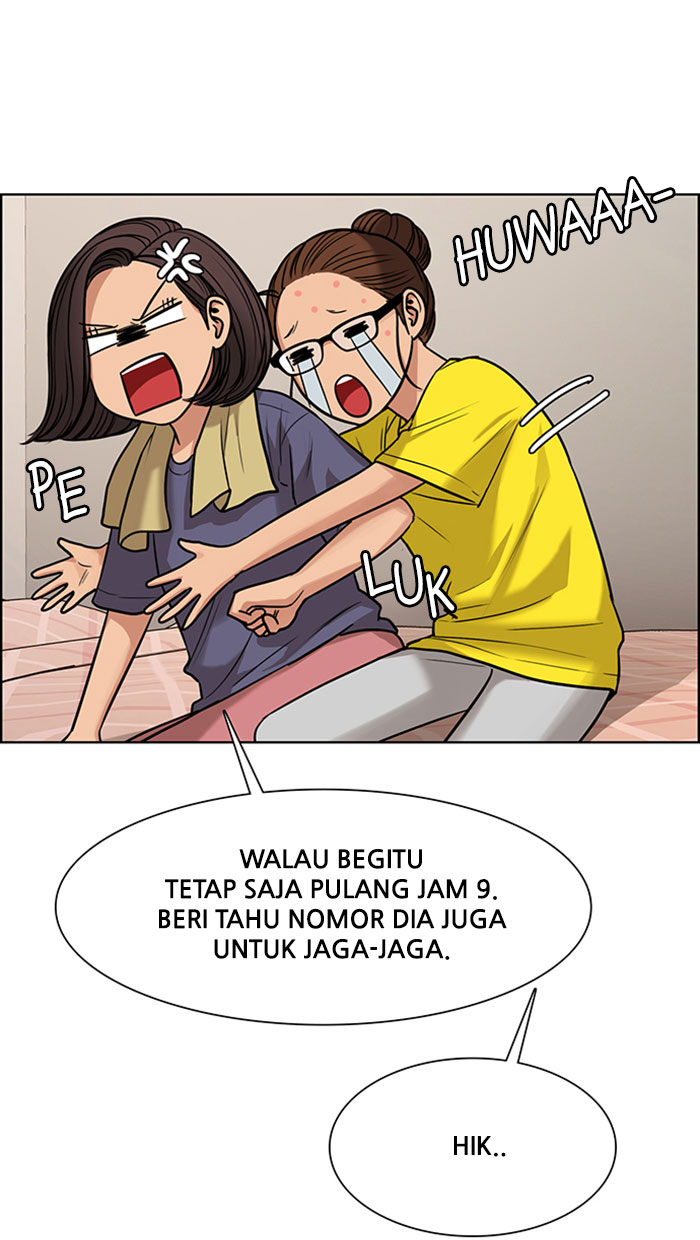 HUWAAA-
PE
LUK
WALAU BEGITU
TETAP SAJA PULANG JAM 9.
BERI TAHU NOMOR DIA JUGA
UNTUK JAGA-JAGA.
HIK..